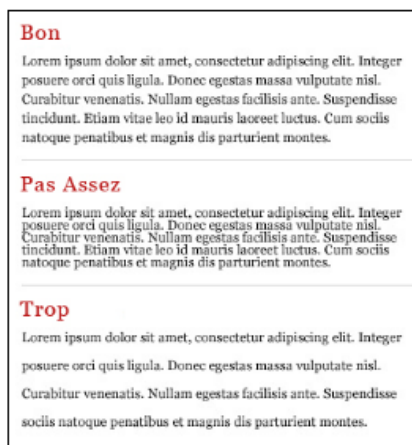 Bon
Lorem ipsum dolor sit amet, consectetur adipiscing elit. Integer
posuere orci quis ligula. Donec egestas massa vulputate nisl.
Curabitur venenatis. Nullam egestas facilisis ante. Suspendisse
tincidunt. Etiam vitae leo id mauris laoreet luctus. Cum sociis
natoque penatibus et magnis dis parturient montes.
Pas Assez
Lorem ipsum dolor sit amet, consectetur adipiscing elit. Integer
posuere orci quis ligula. Donec egestas massa vulputate nisl.
Curabitur venenatis. Nullam egestas facilisis ante. Suspendisse
tincidunt. Etiam vitae leo id mauris laoreet luctus. Cum sociis
natoque penatibus et magnis dis parturient montes.
Trop
Lorem ipsum dolor sit amet, consectetur adipiscing elit. Integer
posuere orci quis ligula. Donec egestas massa vulputate nisl.
Curabitur venenatis. Nullam egestas facilisis ante. Suspendisse
sociis natoque penatibus et magnis dis parturient montes.